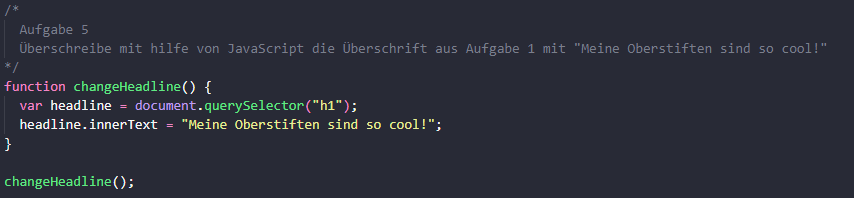 /*
Aufgabe 5
Überschreibe mit hilfe von JavaScript die Überschrift aus Aufgabe 1 mit "Meine Oberstiften sind so cool!"
*/
function changeHeadline() {
var headline = document.querySelector("h1");
headline.innerText = "Meine Oberstiften sind so cool!";
}
changeHeadline();